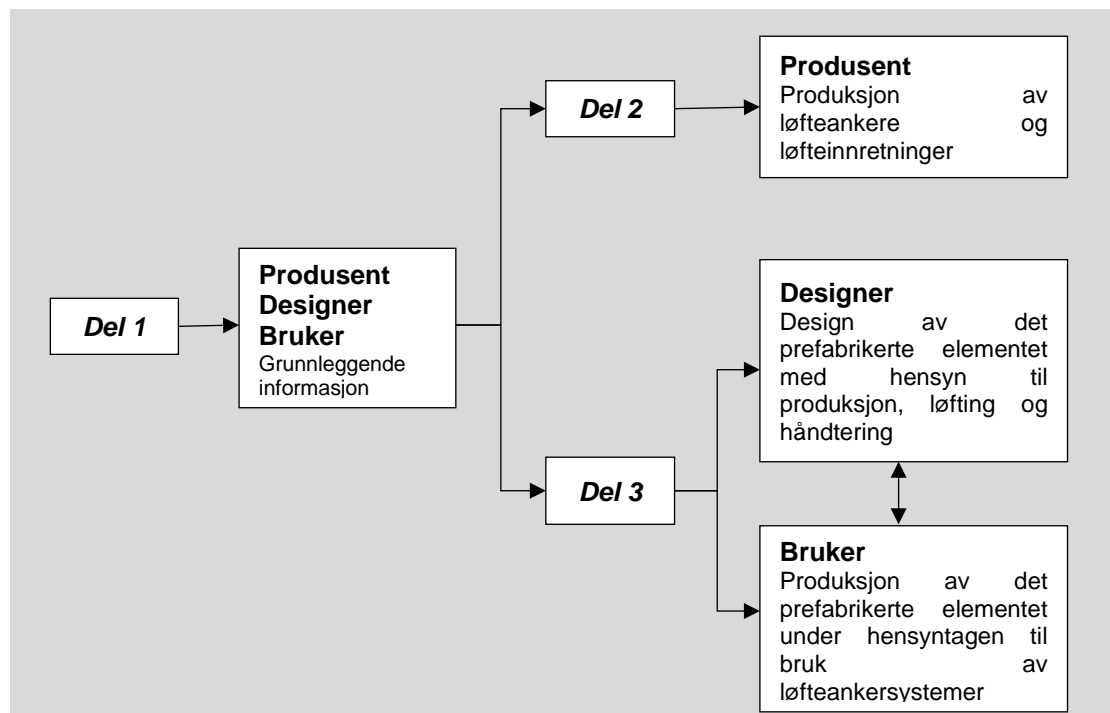 Del 1
Produsent
Designer
Bruker
Grunnleggende
informasjon
Del 2
Produsent
Produksjon av
løfteankere og
løfteinnretninger
Del 3
Designer
Design av det
prefabrikerte elementet
med hensyn til
produksjon, løfting og
håndtering
Bruker
Produksjon av det
prefabrikerte elementet
under hensyntagen til
bruk av
løfteankersystemer